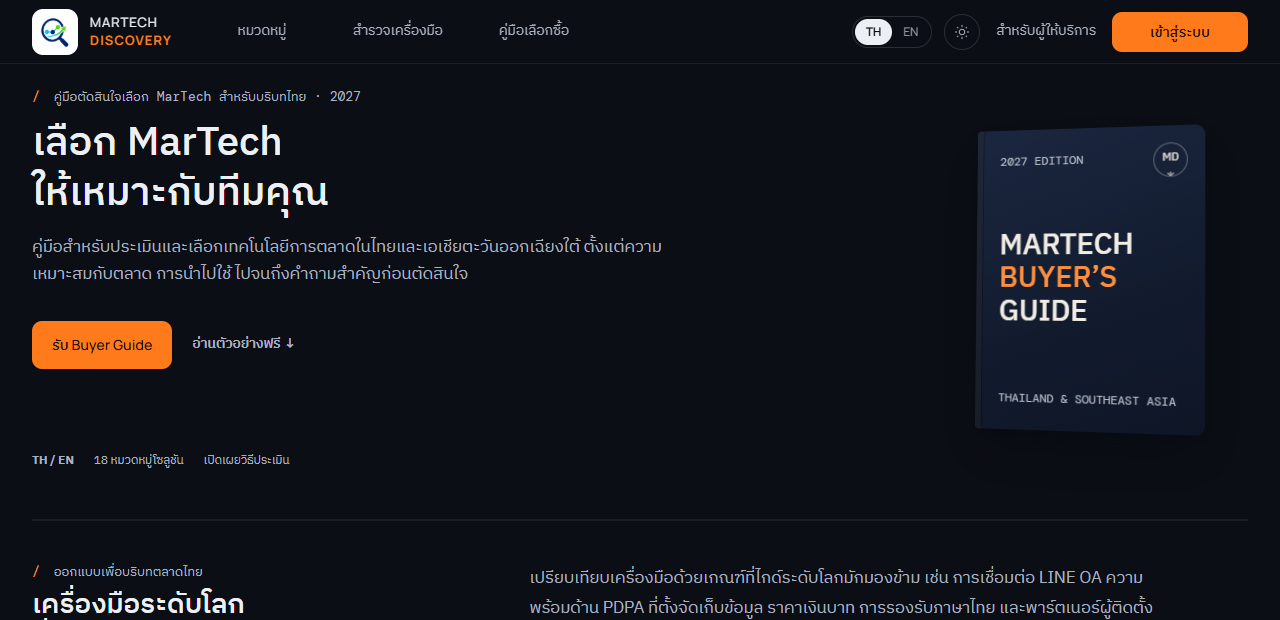 MARTECH
DISCOVERY
หมวดหมู่
สำรวจเครื่องมือ
คู่มือเลือกซื้อ
TH
EN
สำหรับผู้ให้บริการ
เข้าสู่ระบบ
/ คู่มือตัดสินใจเลือก MarTech สำหรับบริบทไทย · 2027
เลือก MarTech
ให้เหมาะกับทีมคุณ
คู่มือสำหรับประเมินและเลือกเทคโนโลยีการตลาดในไทยและเอเชียตะวันออกเฉียงใต้ ตั้งแต่ความ
เหมาะสมกับตลาด การนำไปใช้ ไปจนถึงคำถามสำคัญก่อนตัดสินใจ
รับ Buyer Guide
อ่านตัวอย่างฟรี ↓
TH / EN
18 หมวดหมู่โซลูชัน
เปิดเผยวิธีประเมิน
2027 EDITION
MD
MARTECH
BUYER’S
GUIDE
THAILAND & SOUTHEAST ASIA
/ ออกแบบเพื่อบริบทตลาดไทย
เครื่องมือระดับโลก
เปรียบเทียบเครื่องมือด้วยเกณฑ์ที่ไกด์ระดับโลกมักมองข้าม เช่น การเชื่อมต่อ LINE OA ความ
พร้อมด้าน PDPA ที่ตั้งจัดเก็บข้อมูล ราคาเงินบาท การรองรับภาษาไทย และพาร์ตเนอร์ผู้ติดตั้ง